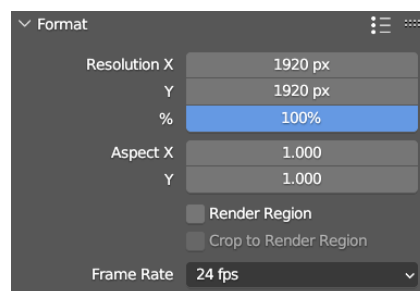 Format
Resolution X 1920 px
Y 1920 px
% 100%
Aspect X 1.000
Y 1.000
Render Region
Crop to Render Region
Frame Rate 24 fps